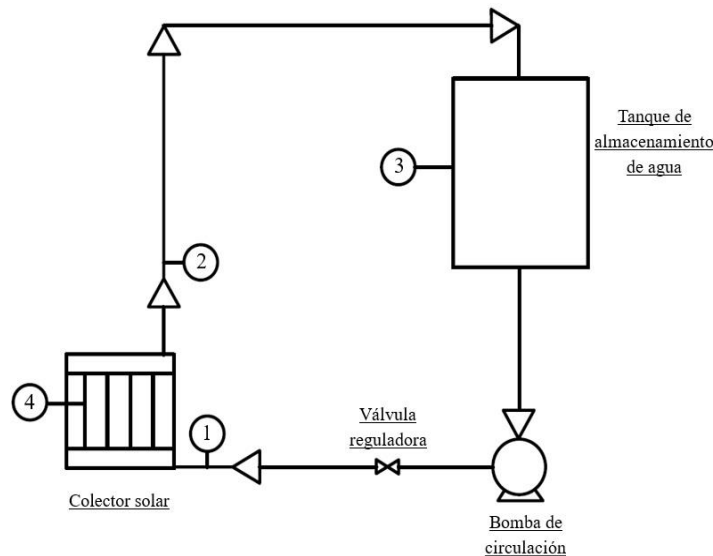 Tanque de
almacenamiento
de agua
3
2
4
1
Válvula
reguladora
Colector solar
Bomba de
circulación